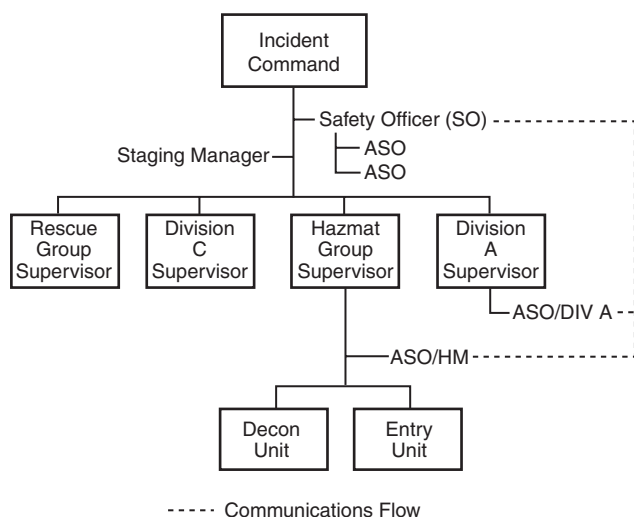 Incident
Command
Safety Officer (SO)
ASO
Staging Manager
ASO
Rescue
Group
Supervisor
Division
C
Supervisor
Hazmat
Group
Supervisor
Division
A
Supervisor
ASO/DIV A
ASO/HM
Decon
Unit
Entry
Unit
Communications Flow